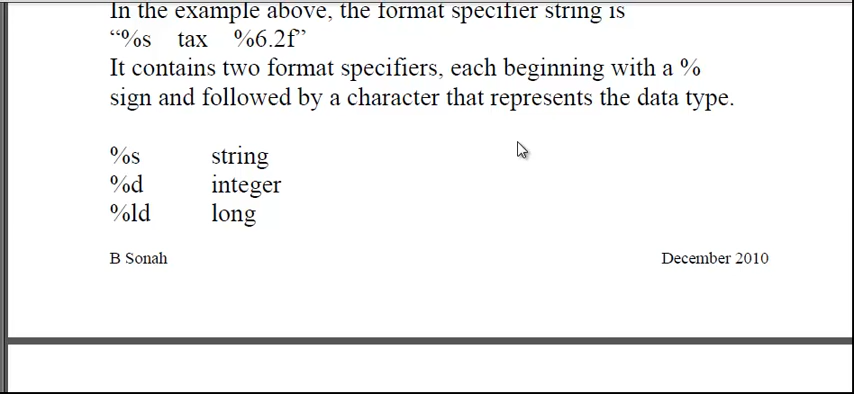 In the example above, the format specifier string is
“%s tax %6.2f”
It contains two format specifiers, each beginning with a %
sign and followed by a character that represents the data type.
%s string
%d integer
%ld long
B Sonah December 2010